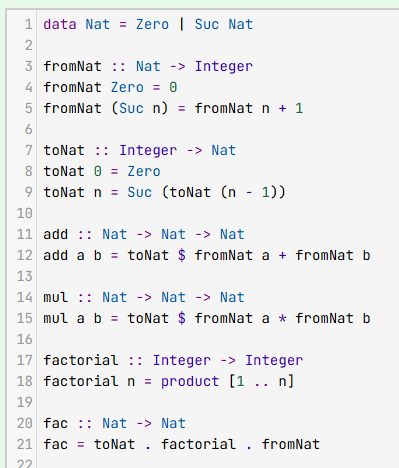 1 data Nat = Zero | Suc Nat
2
3 fromNat :: Nat -> Integer
4 fromNat Zero = 0
5 fromNat (Suc n) = fromNat n + 1
6
7 toNat :: Integer -> Nat
8 toNat 0 = Zero
9 toNat n = Suc (toNat (n - 1))
10
11 add :: Nat -> Nat -> Nat
12 add a b = toNat $ fromNat a + fromNat b
13
14 mul :: Nat -> Nat -> Nat
15 mul a b = toNat $ fromNat a * fromNat b
16
17 factorial :: Integer -> Integer
18 factorial n = product [1 .. n]
19
20 fac :: Nat -> Nat
21 fac = toNat . factorial . fromNat
22